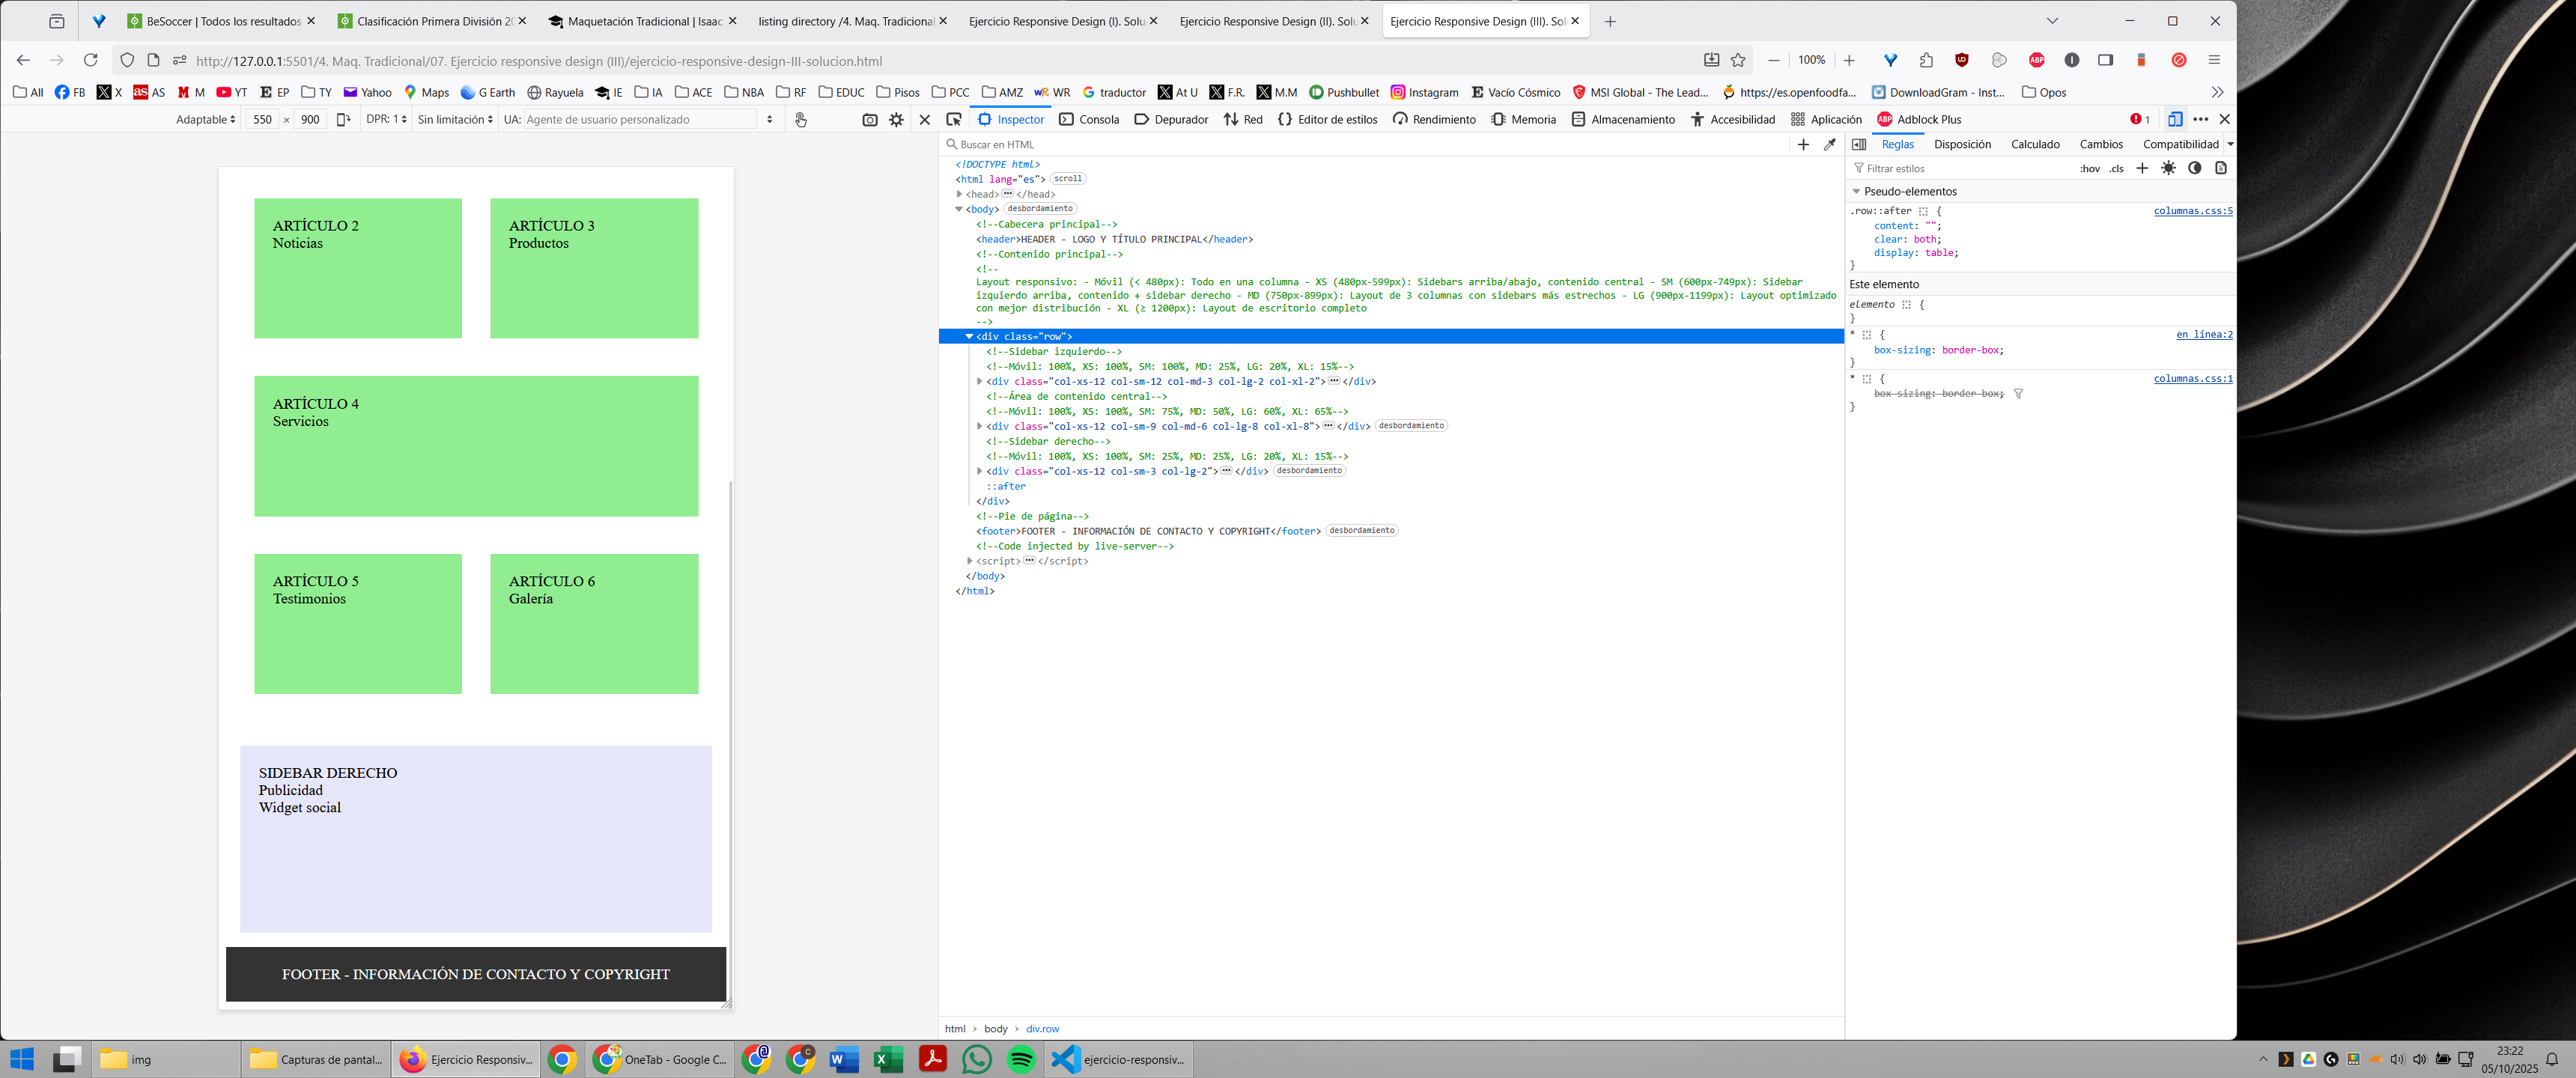 BeSoccer | Todos los resultados
Clasificación Primera División 20
Maquetación Tradicional | Isaac
listing directory /4. Maq. Tradicional
Ejercicio Responsive Design (I). Solu
Ejercicio Responsive Design (II). Solu
Ejercicio Responsive Design (III). Sol
http://127.0.0.1:5501/4. Maq. Tradicional/07. Ejercicio responsive design (III)/ejercicio-responsive-design-III-solucion.html
100%
All FB X AS M YT EP TY Yahoo Maps G Earth Rayuela IE IA ACE NBA RF EDUC Pisos PCC AMZ WR traductor At U F.R. M.M Pushbullet Instagram Vacío Cósmico MSI Global - The Lead... https://es.openfoodfa... DownloadGram - Inst... Opos
Adaptable 550 × 900 DPR: 1 Sin limitación UA: Agente de usuario personalizado
Inspector Consola Depurador Red Editor de estilos Rendimiento Memoria Almacenamiento Accesibilidad Aplicación Adblock Plus 1
ARTÍCULO 2
Noticias
ARTÍCULO 3
Productos
ARTÍCULO 4
Servicios
ARTÍCULO 5
Testimonios
ARTÍCULO 6
Galería
SIDEBAR DERECHO
Publicidad
Widget social
FOOTER - INFORMACIÓN DE CONTACTO Y COPYRIGHT
Buscar en HTML
<!DOCTYPE html>
<html lang="es"> scroll
<head> ••• </head>
<body> desbordamiento
<!--Cabecera principal-->
<header>HEADER - LOGO Y TÍTULO PRINCIPAL</header>
<!--Contenido principal-->
<!--
Layout responsivo: - Móvil (< 480px): Todo en una columna - XS (480px-599px): Sidebars arriba/abajo, contenido central - SM (600px-749px): Sidebar
izquierdo arriba, contenido + sidebar derecho - MD (750px-899px): Layout de 3 columnas con sidebars más estrechos - LG (900px-1199px): Layout optimizado
con mejor distribución - XL (≥ 1200px): Layout de escritorio completo
-->
<div class="row">
<!--Sidebar izquierdo-->
<!--Móvil: 100%, XS: 100%, SM: 100%, MD: 25%, LG: 20%, XL: 15%-->
<div class="col-xs-12 col-sm-12 col-md-3 col-lg-2 col-xl-2"> ••• </div>
<!--Área de contenido central-->
<!--Móvil: 100%, XS: 100%, SM: 75%, MD: 50%, LG: 60%, XL: 65%-->
<div class="col-xs-12 col-sm-9 col-md-6 col-lg-8 col-xl-8"> ••• </div> desbordamiento
<!--Sidebar derecho-->
<!--Móvil: 100%, XS: 100%, SM: 25%, MD: 25%, LG: 20%, XL: 15%-->
<div class="col-xs-12 col-sm-3 col-lg-2"> ••• </div> desbordamiento
::after
</div>
<!--Pie de página-->
<footer>FOOTER - INFORMACIÓN DE CONTACTO Y COPYRIGHT</footer> desbordamiento
<!--Code injected by live-server-->
<script> ••• </script>
</body>
</html>
html > body > div.row
Reglas Disposición Calculado Cambios Compatibilidad
Filtrar estilos :hov .cls
Pseudo-elementos
.row::after { columnas.css:5
content: "";
clear: both;
display: table;
}
Este elemento
elemento {
}
* { en línea:2
box-sizing: border-box;
}
* { columnas.css:1
box-sizing: border-box;
}
img
Capturas de pantal...
Ejercicio Responsiv...
OneTab - Google C...
ejercicio-responsiv...
23:22
05/10/2025